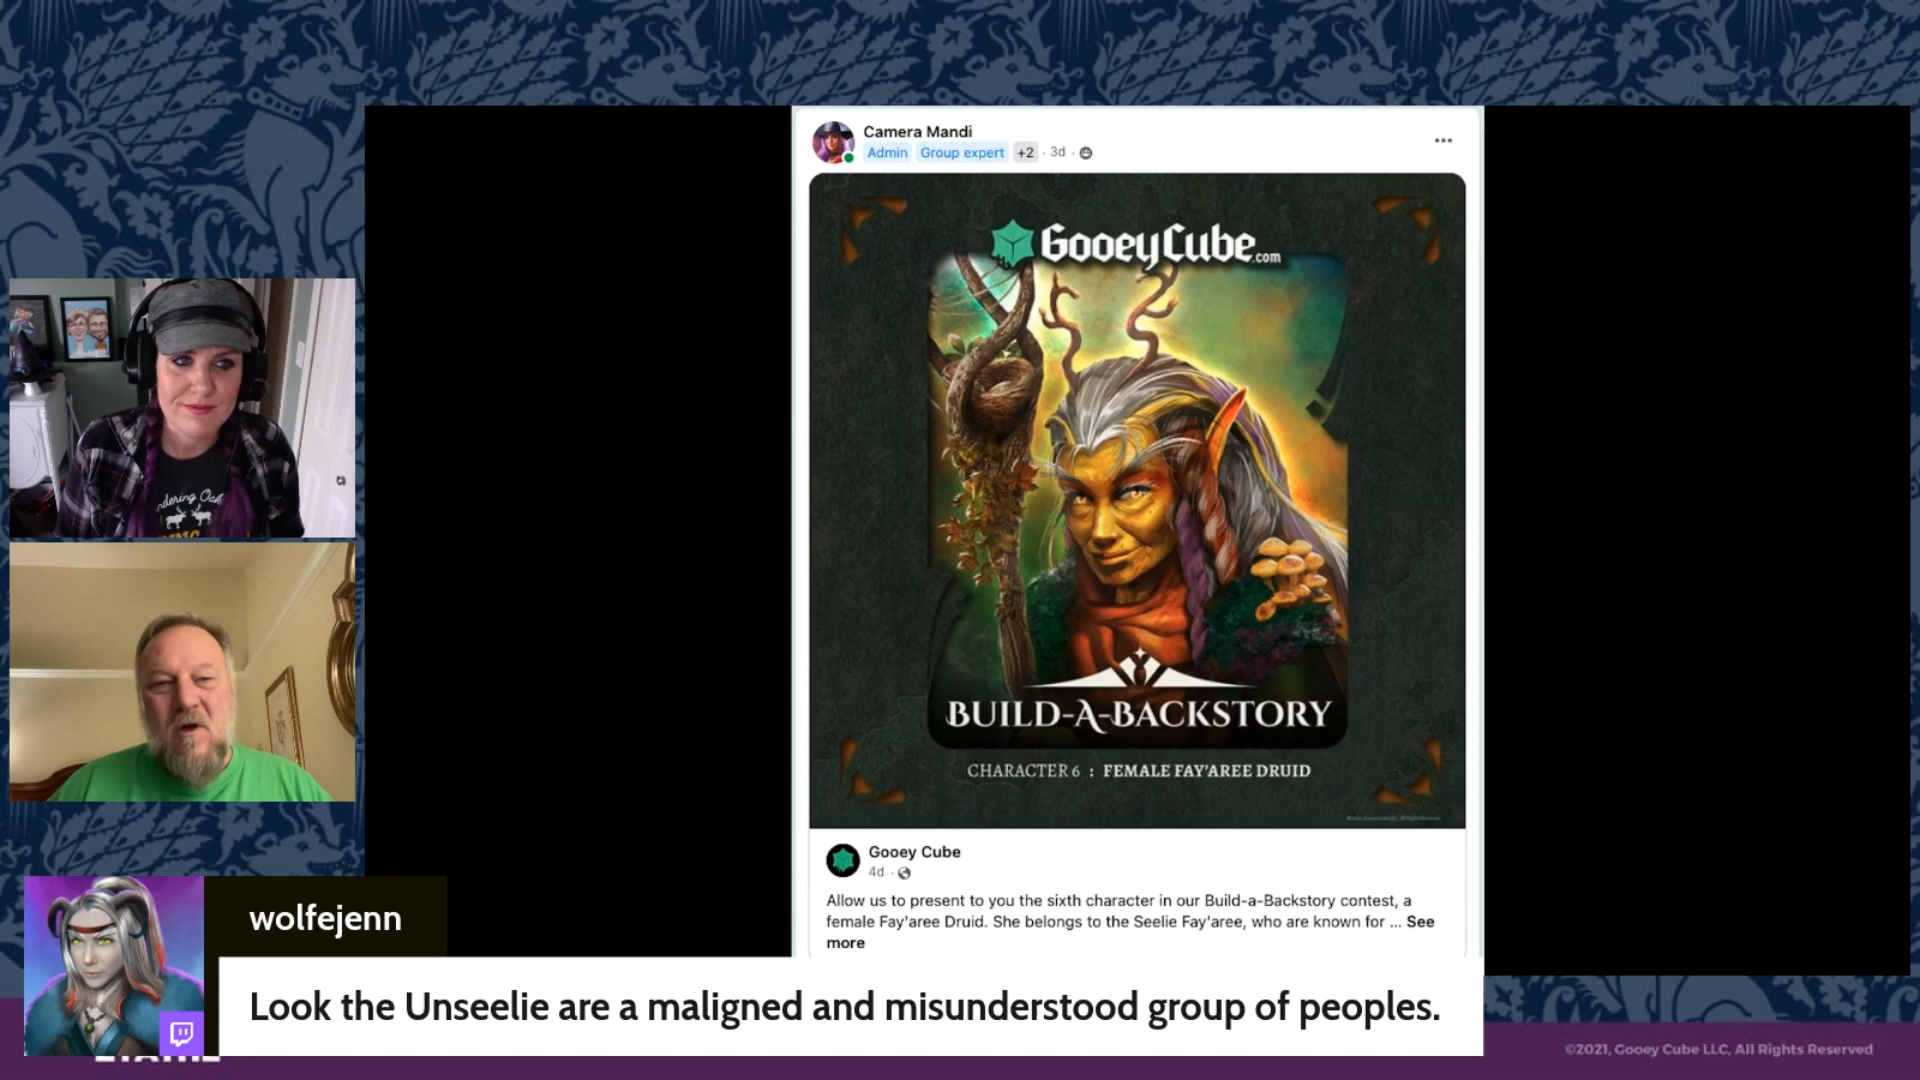 Camera Mandi
Admin Group expert +2 · 3d ·
GooeyCube.com
BUILD-A-BACKSTORY
CHARACTER 6 : FEMALE FAY'AREE DRUID
Gooey Cube
4d ·
Allow us to present to you the sixth character in our Build-a-Backstory contest, a
female Fay'aree Druid. She belongs to the Seelie Fay'aree, who are known for ... See
more
wolfejenn
Look the Unseelie are a maligned and misunderstood group of peoples.
©2021, Gooey Cube LLC, All Rights Reserved